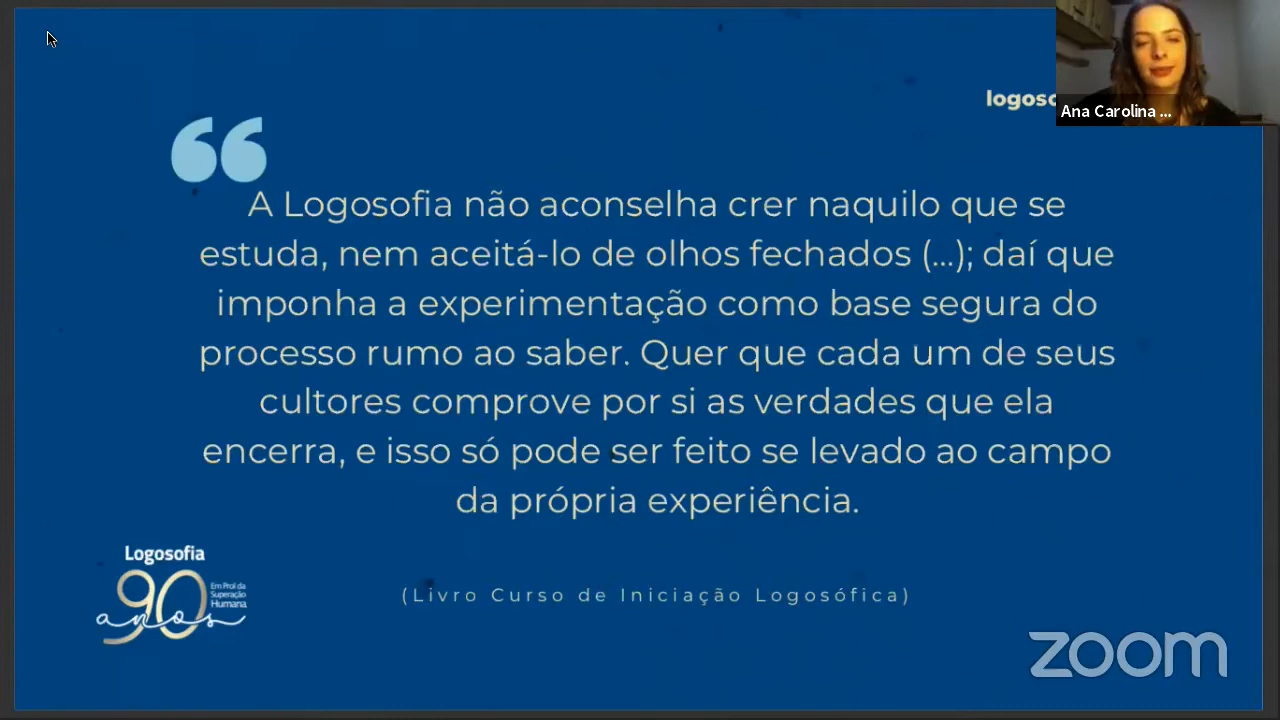 logoso
Ana Carolina ...
“
A Logosofia não aconselha crer naquilo que se
estuda, nem aceitá-lo de olhos fechados (...); daí que
imponha a experimentação como base segura do
processo rumo ao saber. Quer que cada um de seus
cultores comprove por si as verdades que ela
encerra, e isso só pode ser feito se levado ao campo
da própria experiência.
(Livro Curso de Iniciação Logosófica)
Logosofia
90
anos
Em Prol da
Superação
Humana
zoom